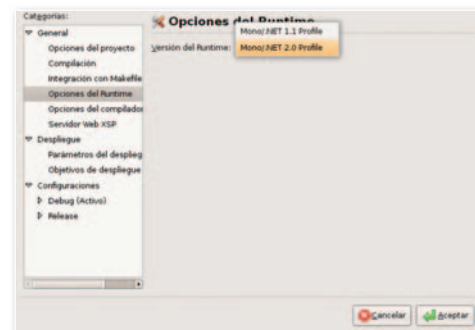 Categorías:
General
Opciones del proyecto
Compilación
Integración con Makefile
Opciones del Runtime
Opciones del compilador
Servidor Web XSP
Despliegue
Parámetros del despleg
Objetivos de despliegue
Configuraciones
Debug (Activo)
Release
Opciones del Runtime
Versión del Runtime:
Mono/.NET 1.1 Profile
Mono/.NET 2.0 Profile
Cancelar
Aceptar